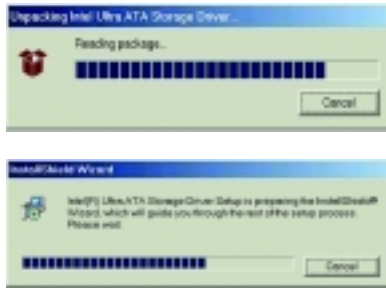 Unpacking Intel Ultra ATA Storage Driver...
Reading package...
Cancel
InstallShield Wizard
Intel(R) Ultra ATA Storage Driver Setup is preparing the InstallShield®
Wizard, which will guide you through the rest of the setup process.
Please wait.
Cancel